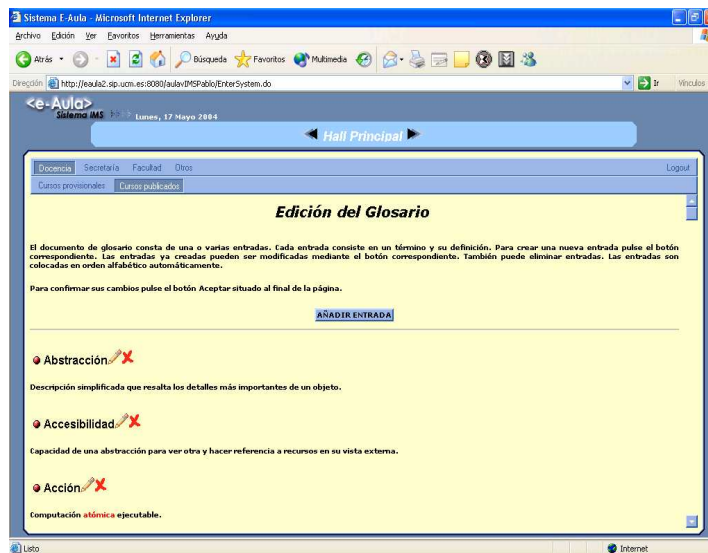 Sistema E-Aula - Microsoft Internet Explorer
Archivo Edición Ver Favoritos Herramientas Ayuda
Atrás Búsqueda Favoritos Multimedia
Dirección http://eaula2.sip.ucm.es:8080/aulavIMSPablo/EnterSystem.do Ir Vínculos
<e-Aula>
Sistema IMS Lunes, 17 Mayo 2004
Hall Principal
Docencia Secretaría Facultad Otros Logout
Cursos provisionales Cursos publicados
Edición del Glosario
El documento de glosario consta de una o varias entradas. Cada entrada consiste en un término y su definición. Para crear una nueva entrada pulse el botón
correspondiente. Las entradas ya creadas pueden ser modificadas mediante el botón correspondiente. También puede eliminar entradas. Las entradas son
colocadas en orden alfabético automáticamente.
Para confirmar sus cambios pulse el botón Aceptar situado al final de la página.
AÑADIR ENTRADA
Abstracción
Descripción simplificada que resalta los detalles más importantes de un objeto.
Accesibilidad
Capacidad de una abstracción para ver otra y hacer referencia a recursos en su vista externa.
Acción
Computación atómica ejecutable.
Listo Internet